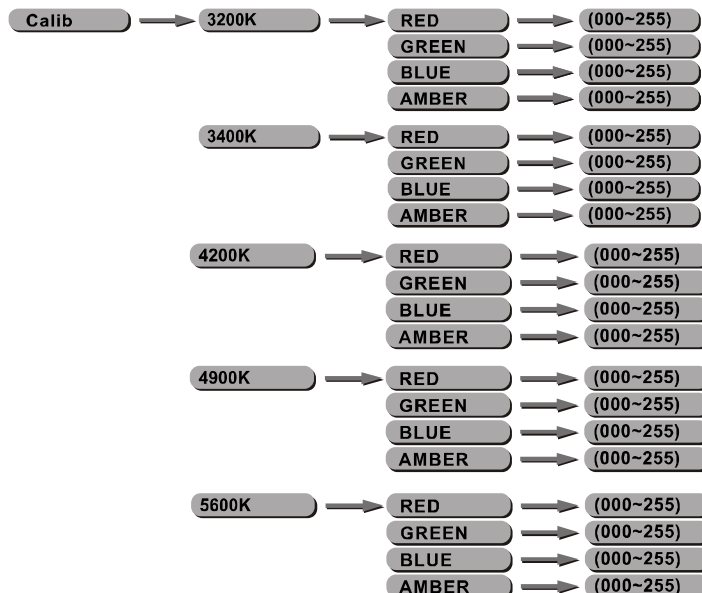 Calib 3200K RED (000~255)
GREEN (000~255)
BLUE (000~255)
AMBER (000~255)
3400K RED (000~255)
GREEN (000~255)
BLUE (000~255)
AMBER (000~255)
4200K RED (000~255)
GREEN (000~255)
BLUE (000~255)
AMBER (000~255)
4900K RED (000~255)
GREEN (000~255)
BLUE (000~255)
AMBER (000~255)
5600K RED (000~255)
GREEN (000~255)
BLUE (000~255)
AMBER (000~255)